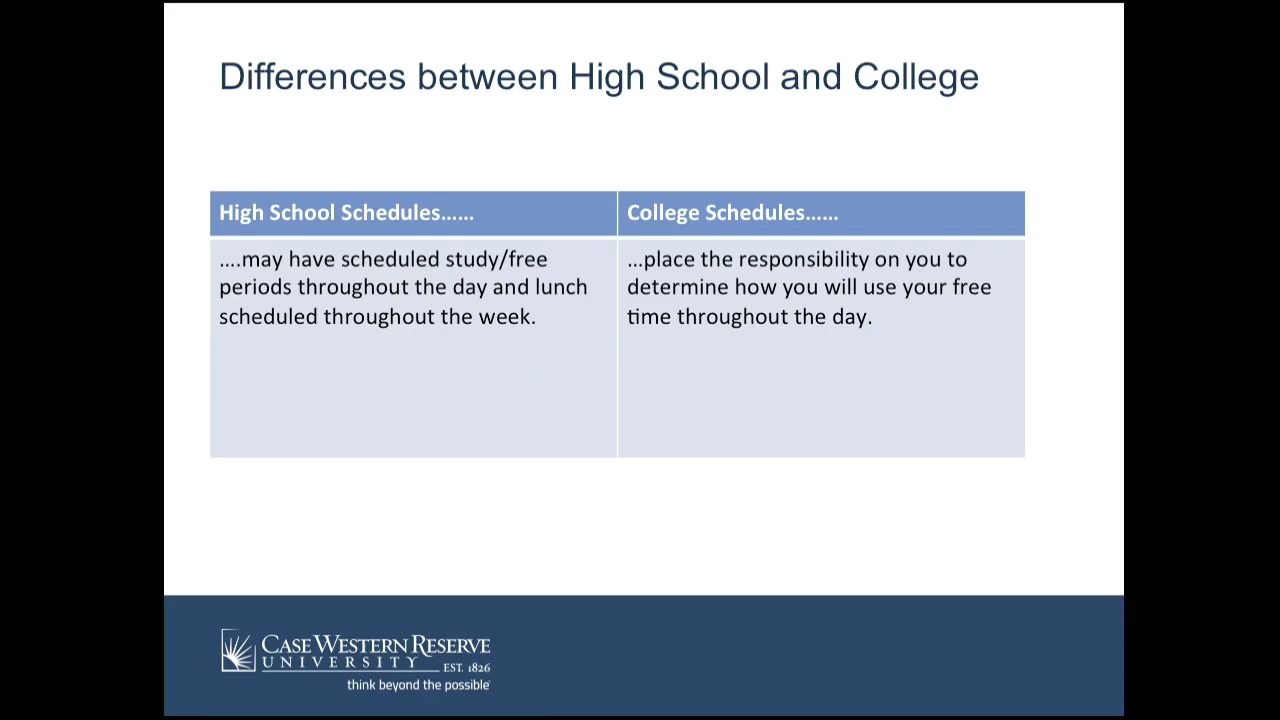 Differences between High School and College
High School Schedules......
College Schedules......
....may have scheduled study/free
periods throughout the day and lunch
scheduled throughout the week.
...place the responsibility on you to
determine how you will use your free
time throughout the day.
CASE WESTERN RESERVE
UNIVERSITY
EST. 1826
think beyond the possible